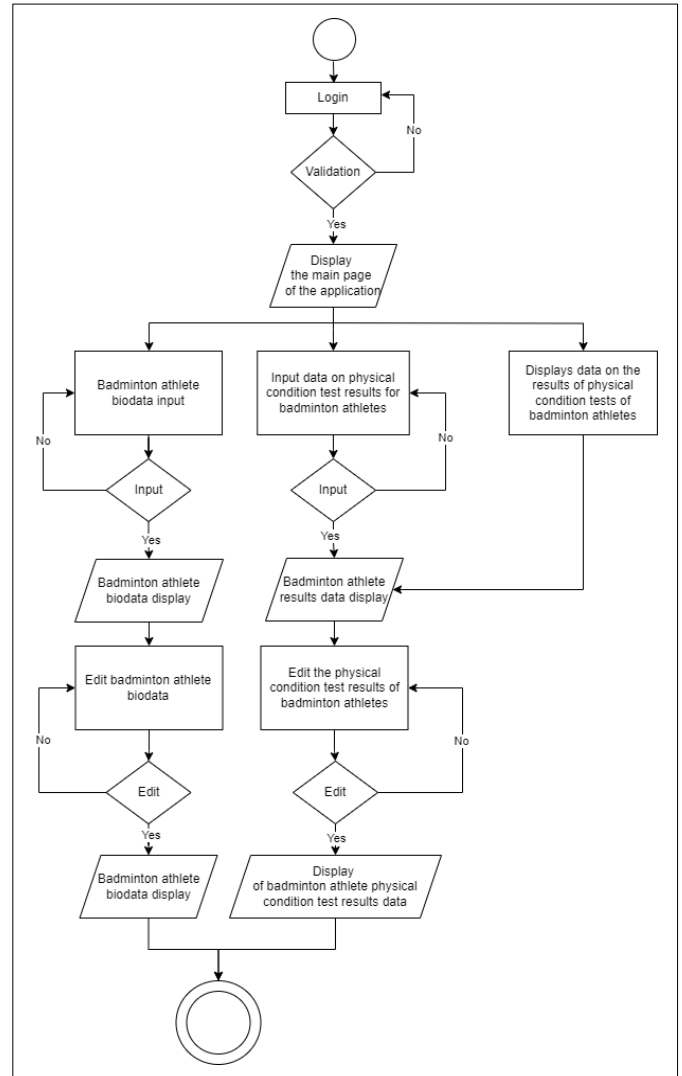 Login
No
Validation
Yes
Display
the main page
of the application
Badminton athlete
biodata input
Input data on physical
condition test results for
badminton athletes
Displays data on the
results of physical
condition tests of
badminton athletes
No
No
Input
Input
Yes
Yes
Badminton athlete
biodata display
Badminton athlete
results data display
Edit badminton athlete
biodata
Edit the physical
condition test results of
badminton athletes
No
No
Edit
Edit
Yes
Yes
Badminton athlete
biodata display
Display
of badminton athlete physical
condition test results data